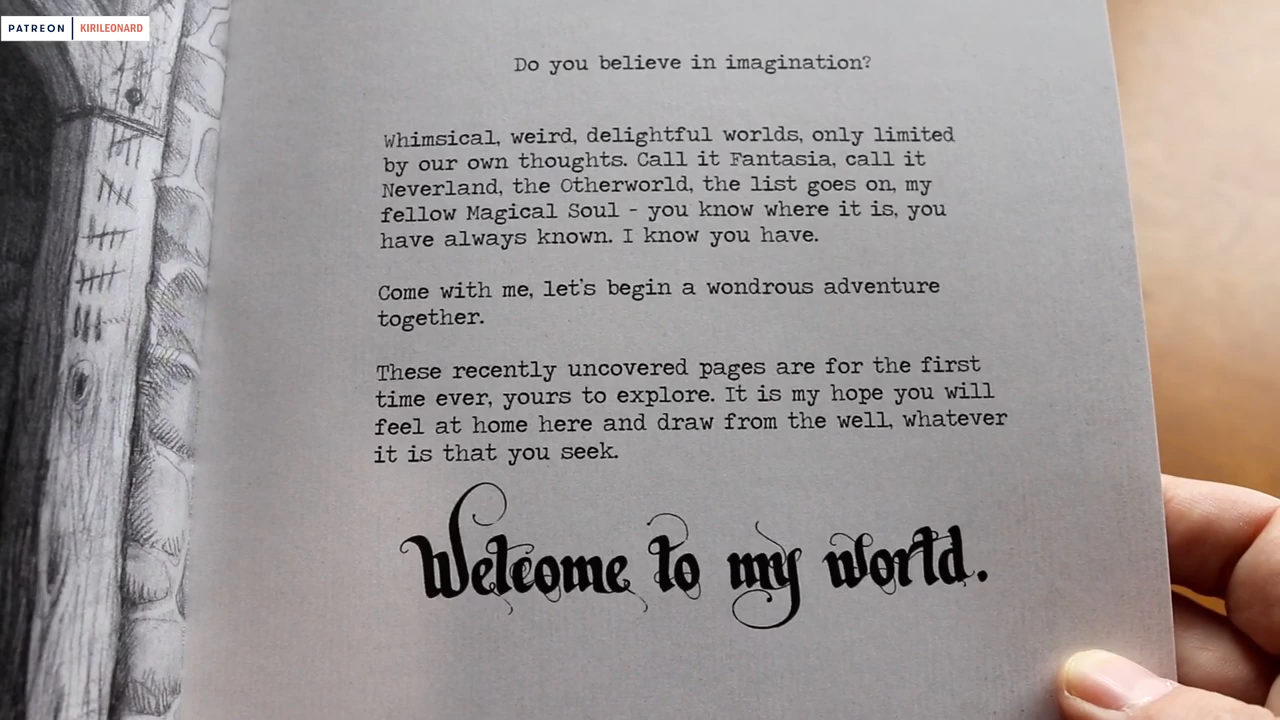 PATREON | KIRILEONARD
Do you believe in imagination?
Whimsical, weird, delightful worlds, only limited
by our own thoughts. Call it Fantasia, call it
Neverland, the Otherworld, the list goes on, my
fellow Magical Soul - you know where it is, you
have always known. I know you have.
Come with me, let's begin a wondrous adventure
together.
These recently uncovered pages are for the first
time ever, yours to explore. It is my hope you will
feel at home here and draw from the well, whatever
it is that you seek.
Welcome to my world.